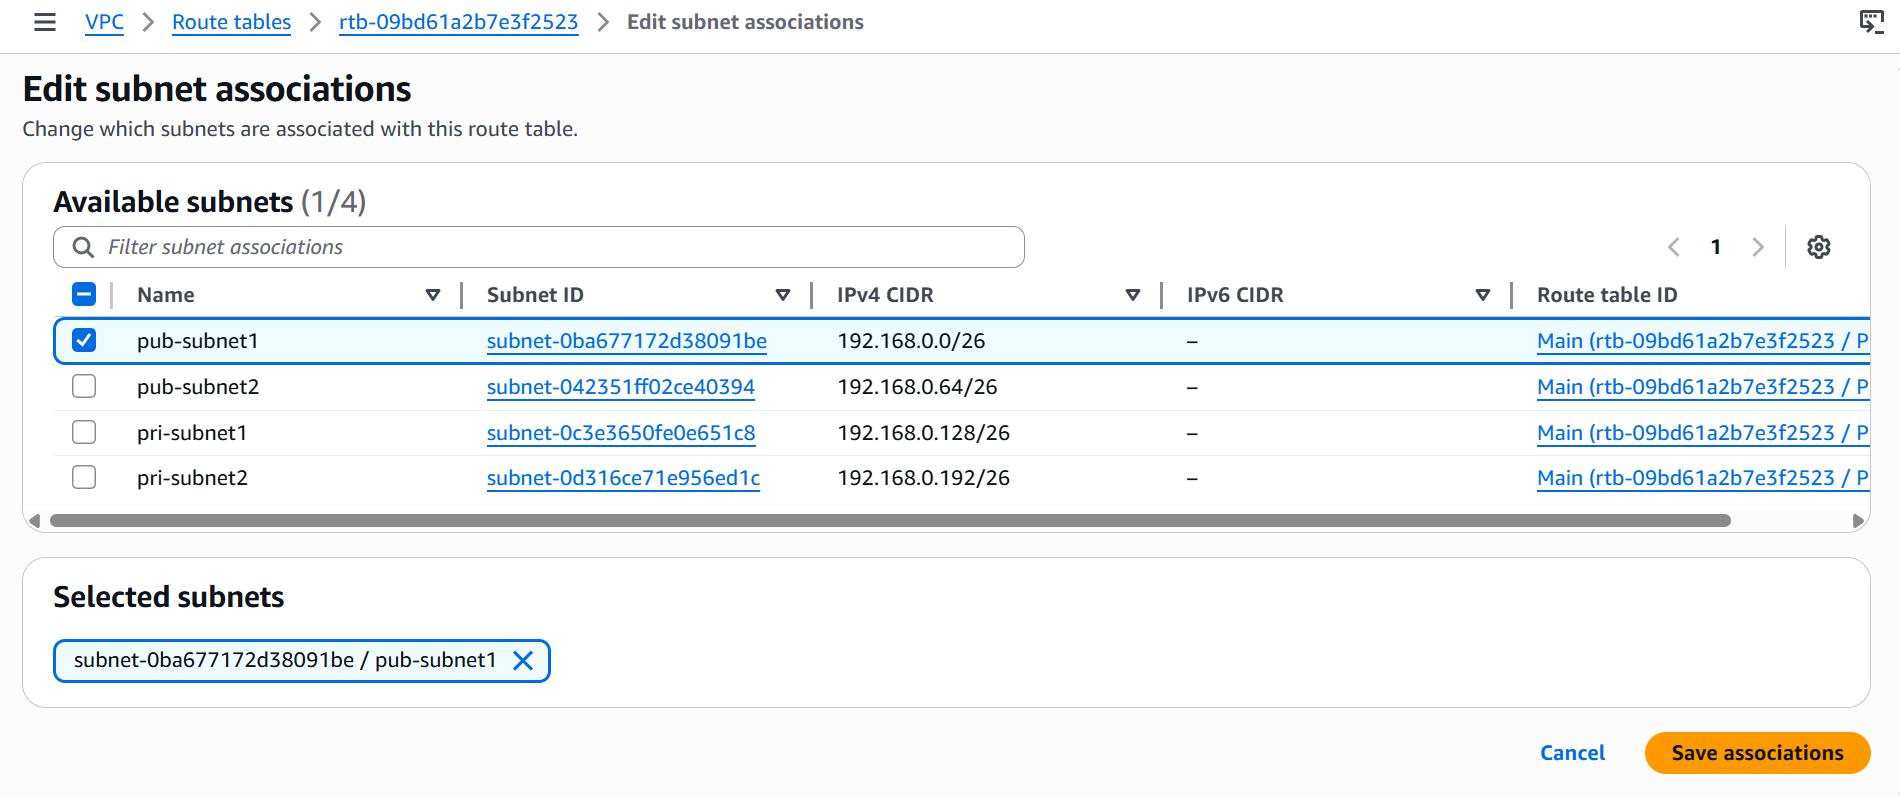 VPC > Route tables > rtb-09bd61a2b7e3f2523 > Edit subnet associations
Edit subnet associations
Change which subnets are associated with this route table.
Available subnets (1/4)
Filter subnet associations
1
Name Subnet ID IPv4 CIDR IPv6 CIDR Route table ID
pub-subnet1 subnet-0ba677172d38091be 192.168.0.0/26 – Main (rtb-09bd61a2b7e3f2523 / P
pub-subnet2 subnet-042351ff02ce40394 192.168.0.64/26 – Main (rtb-09bd61a2b7e3f2523 / P
pri-subnet1 subnet-0c3e3650fe0e651c8 192.168.0.128/26 – Main (rtb-09bd61a2b7e3f2523 / P
pri-subnet2 subnet-0d316ce71e956ed1c 192.168.0.192/26 – Main (rtb-09bd61a2b7e3f2523 / P
Selected subnets
subnet-0ba677172d38091be / pub-subnet1
Cancel Save associations